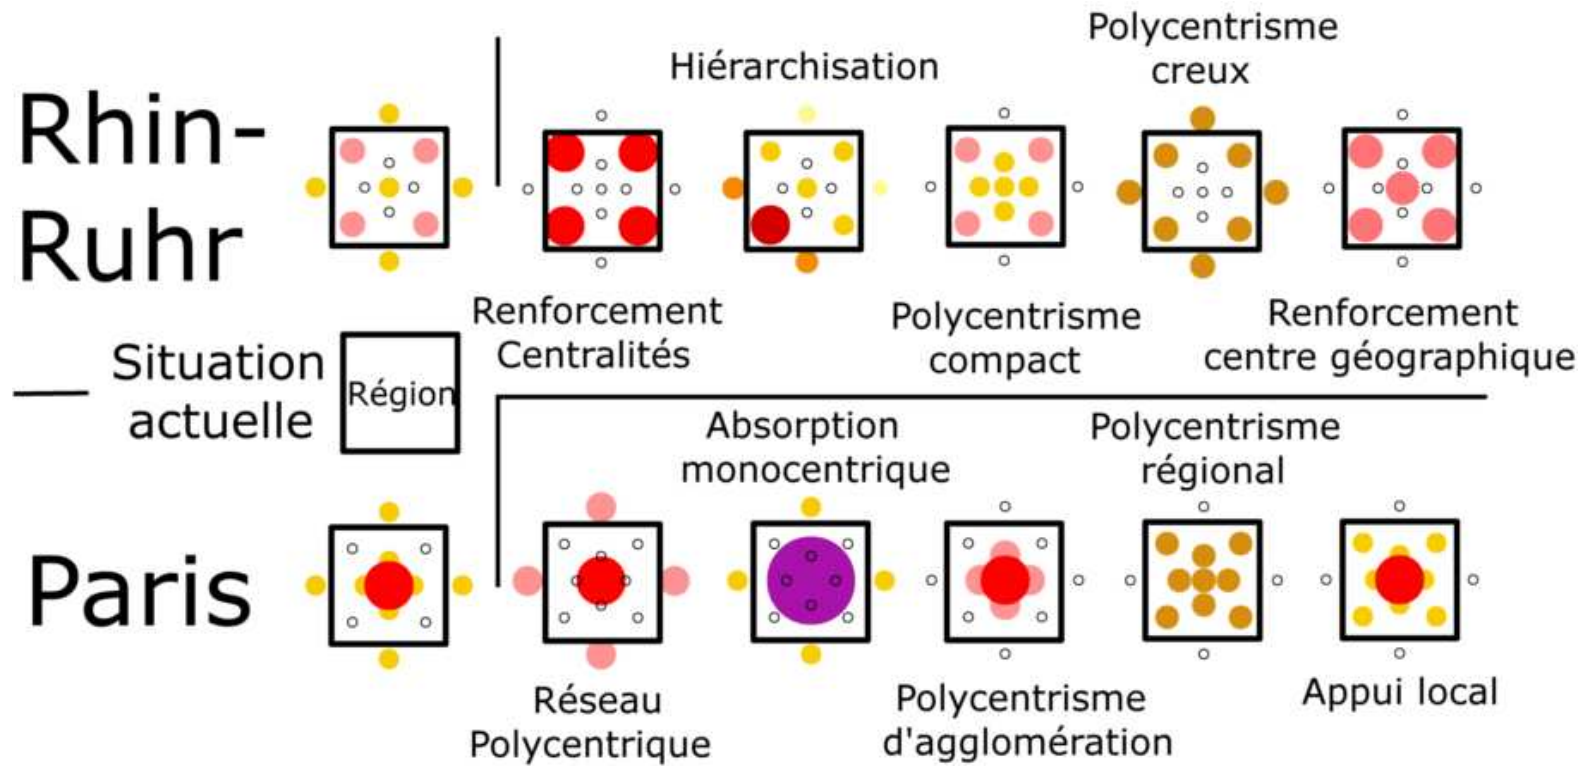 Rhin-
Ruhr
Hiérarchisation
Polycentrisme
creux
Renforcement
Centralités
Polycentrisme
compact
Renforcement
centre géographique
Situation
actuelle
Région
Paris
Absorption
monocentrique
Polycentrisme
régional
Réseau
Polycentrique
Polycentrisme
d'agglomération
Appui local